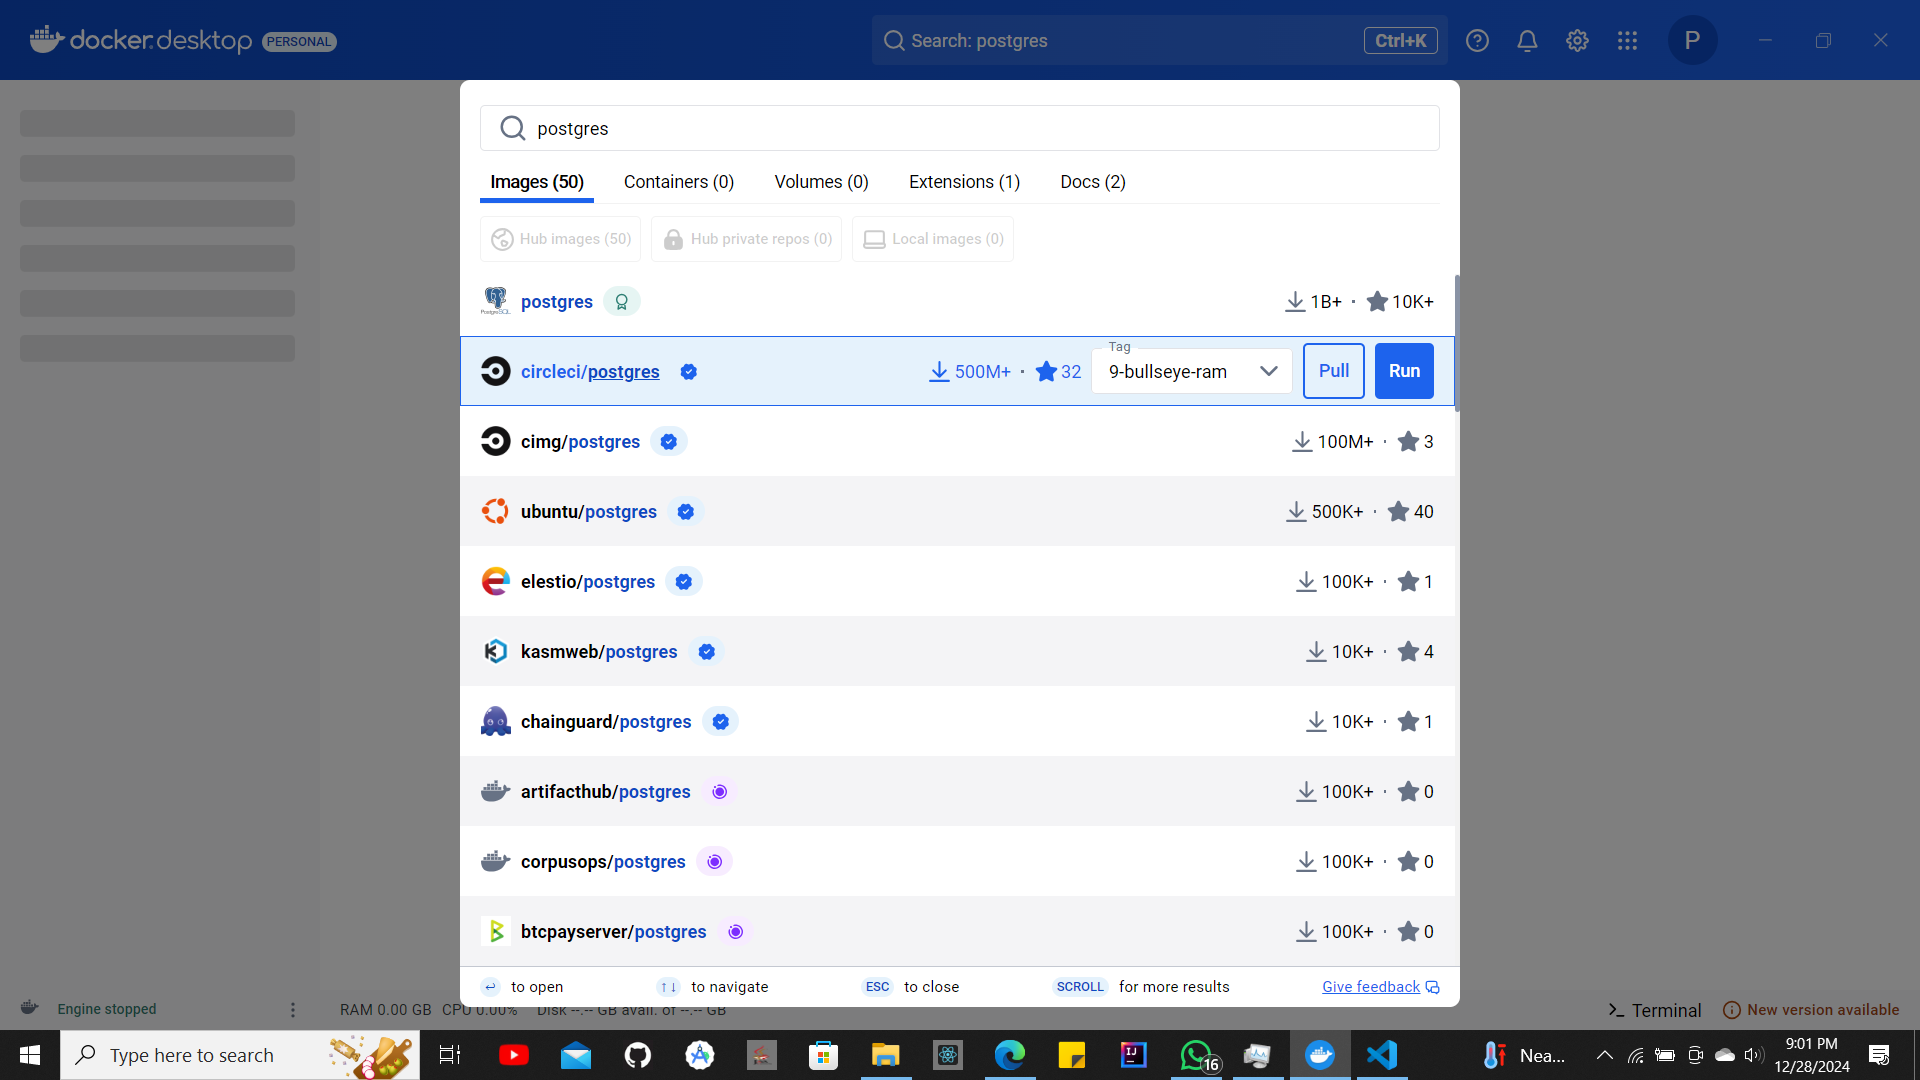 docker.desktop PERSONAL
Search: postgres
Ctrl+K
P
postgres
Images (50)
Containers (0)
Volumes (0)
Extensions (1)
Docs (2)
Hub images (50)
Hub private repos (0)
Local images (0)
PostgreSQL
postgres
1B+ · 10K+
circleci/postgres
500M+ · 32
Tag
9-bullseye-ram
Pull
Run
cimg/postgres
100M+ · 3
ubuntu/postgres
500K+ · 40
elestio/postgres
100K+ · 1
kasmweb/postgres
10K+ · 4
chainguard/postgres
10K+ · 1
artifacthub/postgres
100K+ · 0
corpusops/postgres
100K+ · 0
btcpayserver/postgres
100K+ · 0
to open
to navigate
ESC to close
SCROLL for more results
Give feedback
Engine stopped
RAM 0.00 GB CPU 0.00% Disk --.-- GB avail. of --.-- GB
Terminal
New version available
Type here to search
IJ
16
Nea...
9:01 PM
12/28/2024